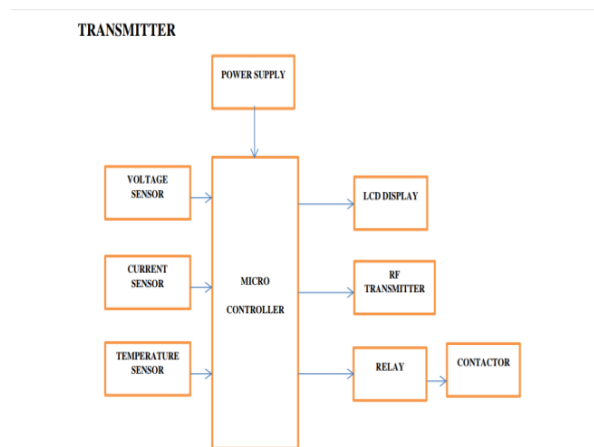 TRANSMITTER
POWER SUPPLY
VOLTAGE
SENSOR
LCD DISPLAY
CURRENT
SENSOR
MICRO
CONTROLLER
RF
TRANSMITTER
TEMPERATURE
SENSOR
RELAY
CONTACTOR